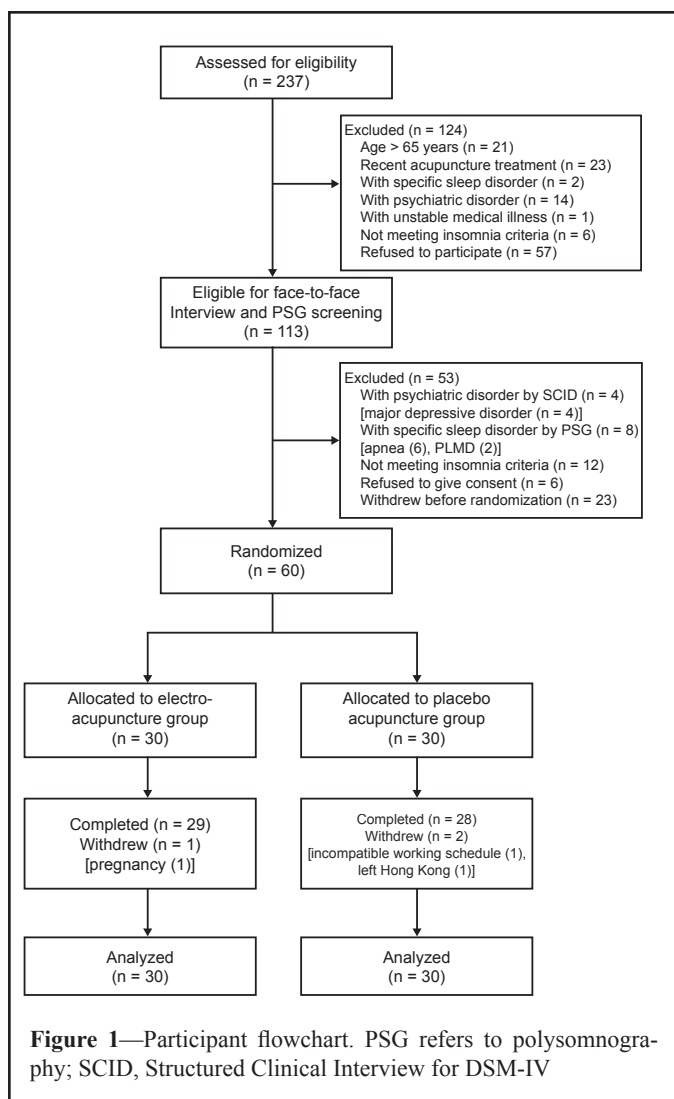 Assessed for eligibility
(n = 237)
Excluded (n = 124)
Age > 65 years (n = 21)
Recent acupuncture treatment (n = 23)
With specific sleep disorder (n = 2)
With psychiatric disorder (n = 14)
With unstable medical illness (n = 1)
Not meeting insomnia criteria (n = 6)
Refused to participate (n = 57)
Eligible for face-to-face
Interview and PSG screening
(n = 113)
Excluded (n = 53)
With psychiatric disorder by SCID (n = 4)
[major depressive disorder (n = 4)]
With specific sleep disorder by PSG (n = 8)
[apnea (6), PLMD (2)]
Not meeting insomnia criteria (n = 12)
Refused to give consent (n = 6)
Withdrew before randomization (n = 23)
Randomized
(n = 60)
Allocated to electro-
acupuncture group
(n = 30)
Allocated to placebo
acupuncture group
(n = 30)
Completed (n = 29)
Withdrew (n = 1)
[pregnancy (1)]
Completed (n = 28)
Withdrew (n = 2)
[incompatible working schedule (1),
left Hong Kong (1)]
Analyzed
(n = 30)
Analyzed
(n = 30)
Figure 1—Participant flowchart. PSG refers to polysomnogra-
phy; SCID, Structured Clinical Interview for DSM-IV